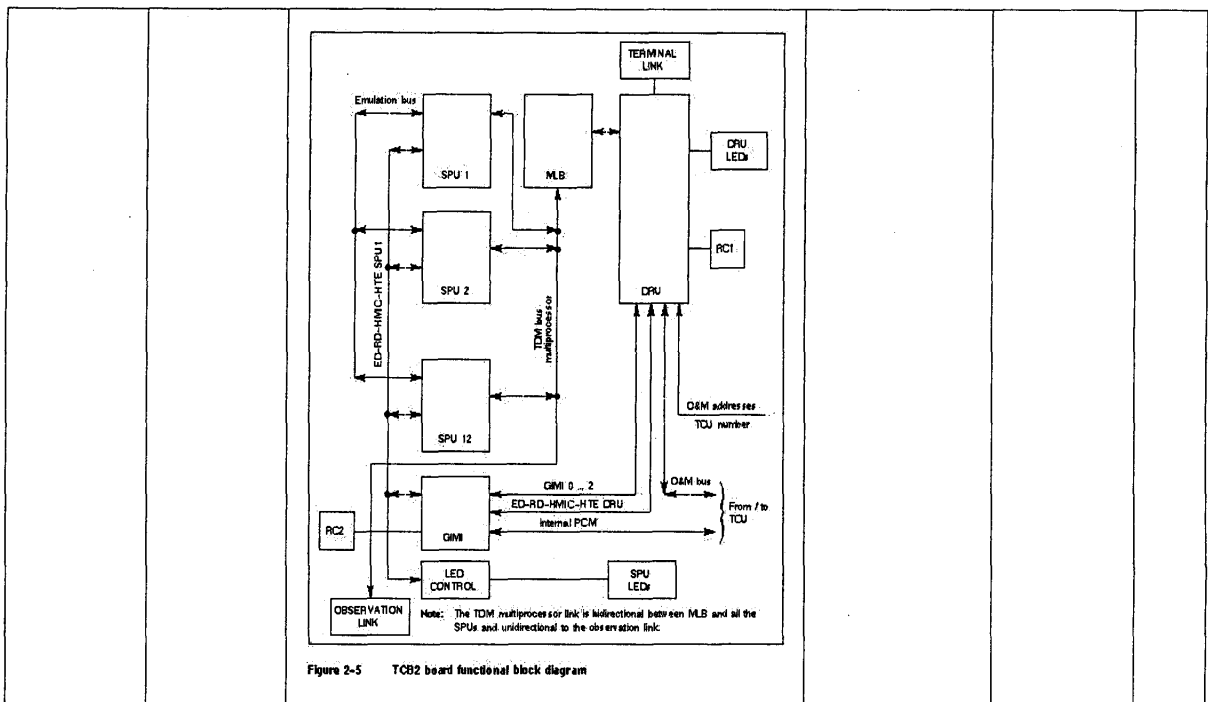 TERMINAL
LINK
Emulation bus
SPU 1
MLB
DRU
LEDs
RC1
SPU 2
DRU
ED-RD-HMIC-HTE SPU1
TDM bus
multiprocessor
SPU 12
O&M addresses
TCU number
GIMI 0 ... 2
O&M bus
ED-RD-HMIC-HTE DRU
From / to
TCU
Internal PCM
RC2
GIMI
LED
CONTROL
SPU
LEDs
OBSERVATION
LINK
Note: The TDM multiprocessor link is bidirectional between MLB and all the
SPUs and unidirectional to the observation link.
Figure 2-5 TCB2 board functional block diagram